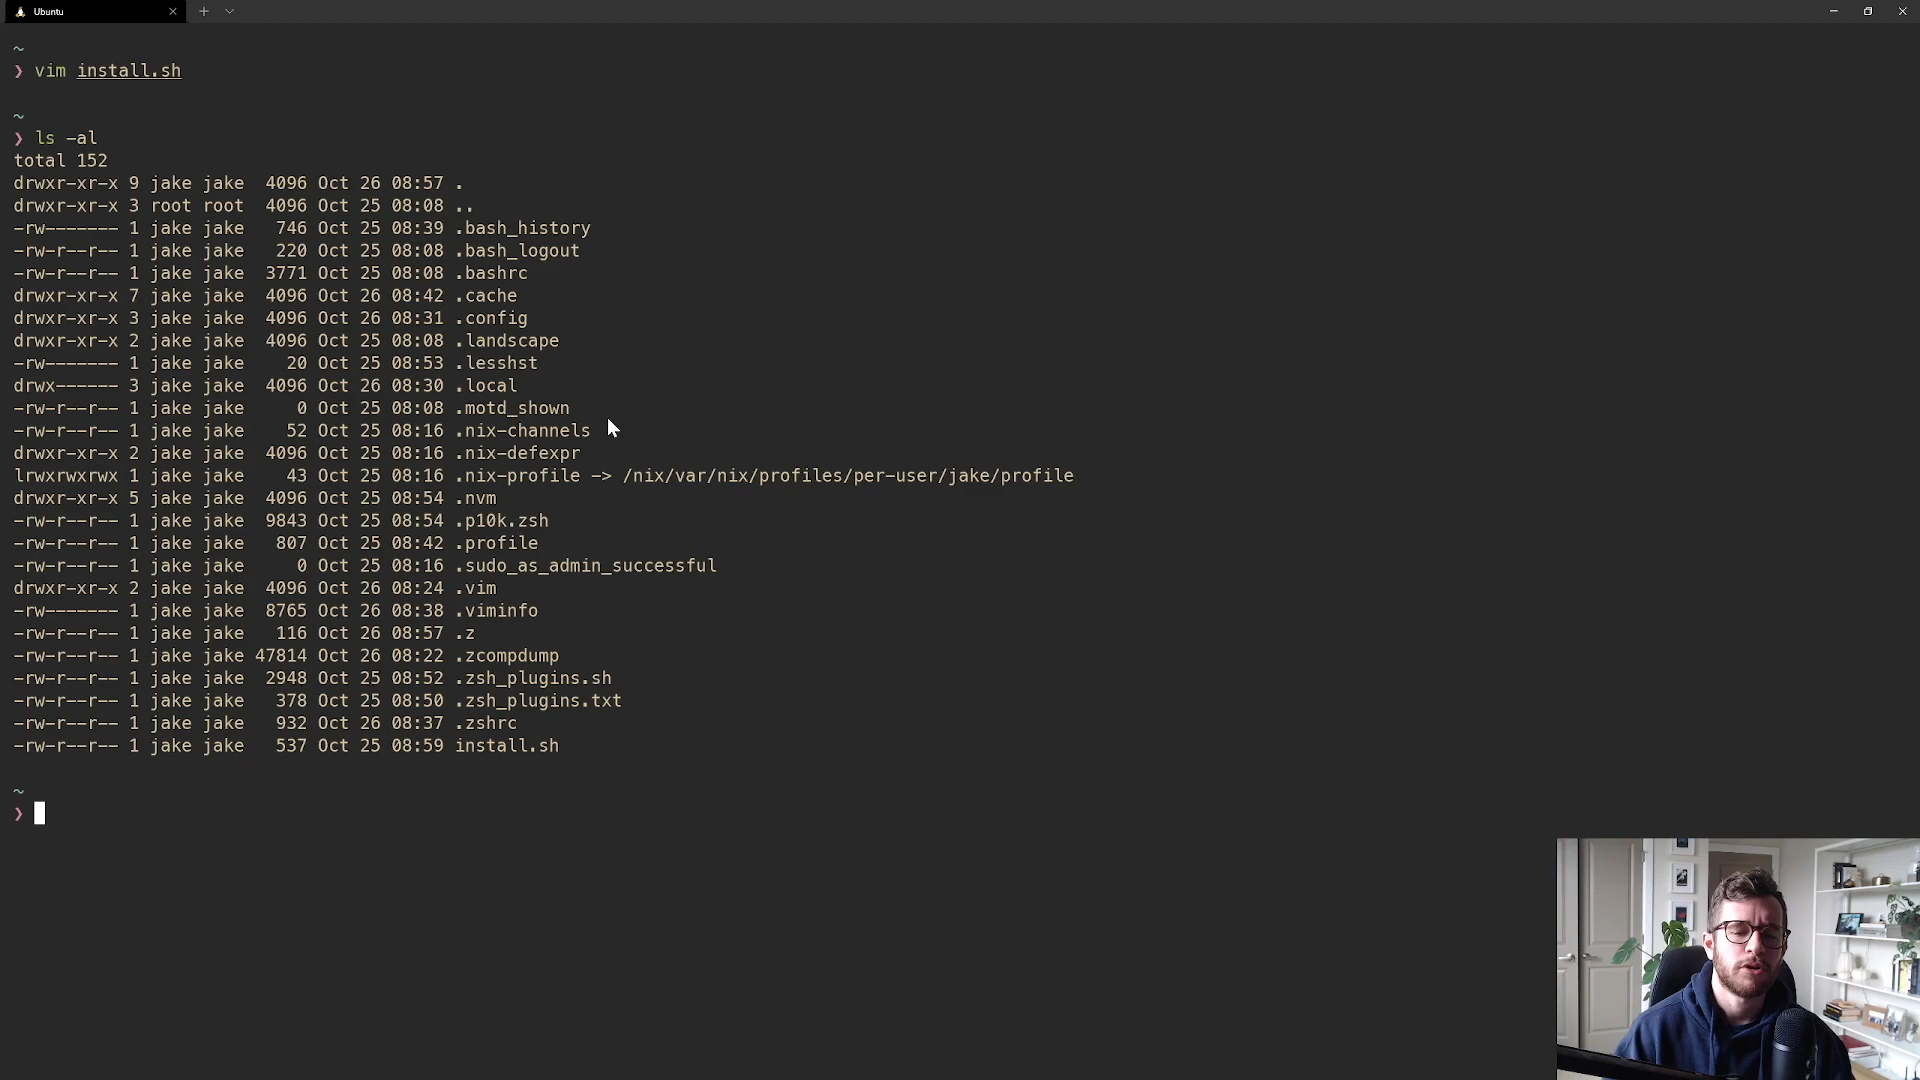 Ubuntu
~
❯ vim install.sh
~
❯ ls -al
total 152
drwxr-xr-x 9 jake jake  4096 Oct 26 08:57 .
drwxr-xr-x 3 root root  4096 Oct 25 08:08 ..
-rw------- 1 jake jake   746 Oct 25 08:39 .bash_history
-rw-r--r-- 1 jake jake   220 Oct 25 08:08 .bash_logout
-rw-r--r-- 1 jake jake  3771 Oct 25 08:08 .bashrc
drwxr-xr-x 7 jake jake  4096 Oct 26 08:42 .cache
drwxr-xr-x 3 jake jake  4096 Oct 26 08:31 .config
drwxr-xr-x 2 jake jake  4096 Oct 25 08:08 .landscape
-rw------- 1 jake jake    20 Oct 25 08:53 .lesshst
drwx------ 3 jake jake  4096 Oct 26 08:30 .local
-rw-r--r-- 1 jake jake     0 Oct 25 08:08 .motd_shown
-rw-r--r-- 1 jake jake    52 Oct 25 08:16 .nix-channels
drwxr-xr-x 2 jake jake  4096 Oct 25 08:16 .nix-defexpr
lrwxrwxrwx 1 jake jake    43 Oct 25 08:16 .nix-profile -> /nix/var/nix/profiles/per-user/jake/profile
drwxr-xr-x 5 jake jake  4096 Oct 25 08:54 .nvm
-rw-r--r-- 1 jake jake  9843 Oct 25 08:54 .p10k.zsh
-rw-r--r-- 1 jake jake   807 Oct 25 08:42 .profile
-rw-r--r-- 1 jake jake     0 Oct 25 08:16 .sudo_as_admin_successful
drwxr-xr-x 2 jake jake  4096 Oct 26 08:24 .vim
-rw------- 1 jake jake  8765 Oct 26 08:38 .viminfo
-rw-r--r-- 1 jake jake   116 Oct 26 08:57 .z
-rw-r--r-- 1 jake jake 47814 Oct 26 08:22 .zcompdump
-rw-r--r-- 1 jake jake  2948 Oct 25 08:52 .zsh_plugins.sh
-rw-r--r-- 1 jake jake   378 Oct 25 08:50 .zsh_plugins.txt
-rw-r--r-- 1 jake jake   932 Oct 26 08:37 .zshrc
-rw-r--r-- 1 jake jake   537 Oct 25 08:59 install.sh
~
❯